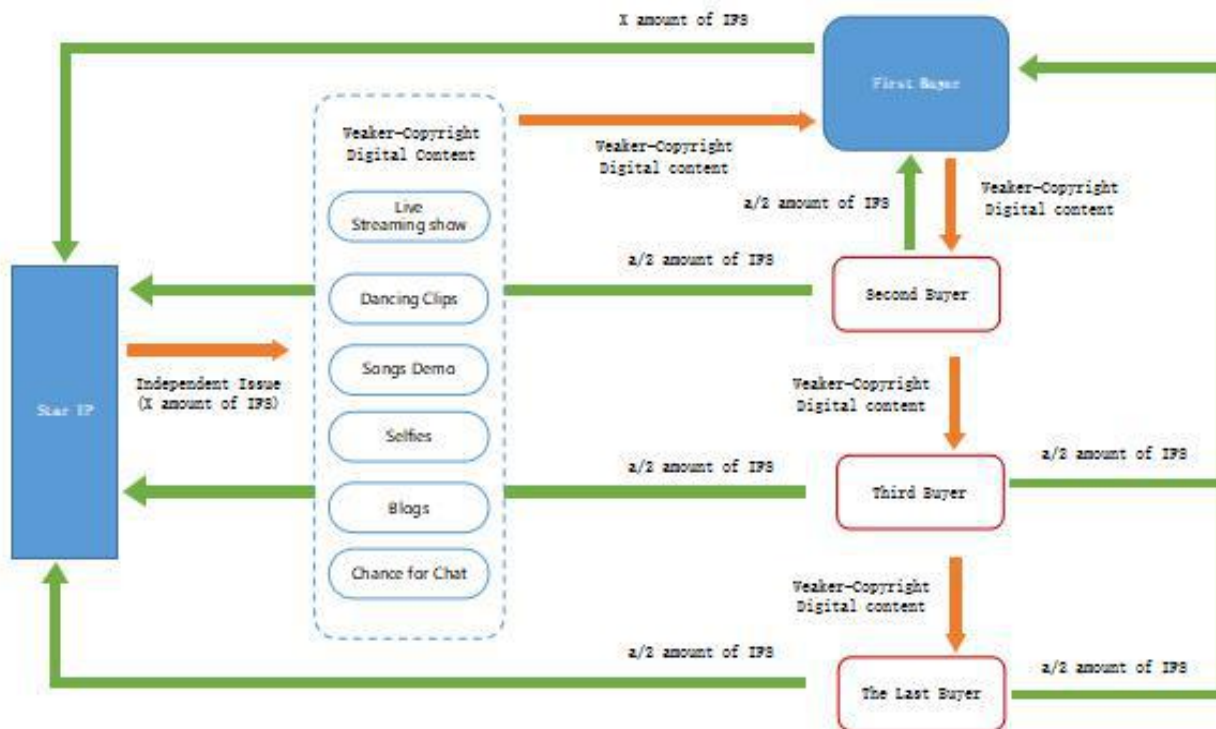 X amount of IPS
First Buyer
Weaker-Copyright
Digital Content
Weaker-Copyright
Digital content
Weaker-Copyright
Digital content
a/2 amount of IPS
Live
Streaming show
a/2 amount of IPS
Second Buyer
Dancing Clips
Independent Issue
(X amount of IPS)
Songs Demo
Weaker-Copyright
Digital content
Star IP
Selfies
a/2 amount of IPS
Third Buyer
a/2 amount of IPS
Blogs
Chance for Chat
Weaker-Copyright
Digital content
a/2 amount of IPS
The Last Buyer
a/2 amount of IPS